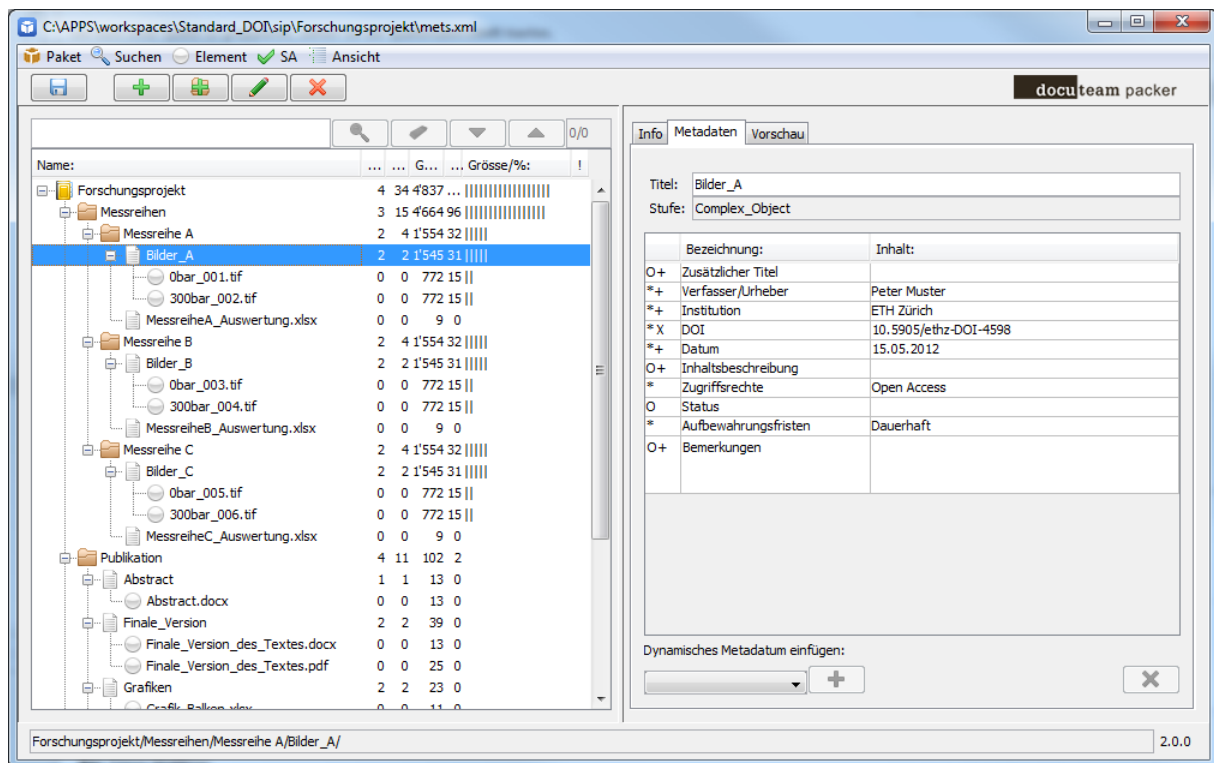 C:\APPS\workspaces\Standard_DOI\sip\Forschungsprojekt\mets.xml
Paket Suchen Element SA Ansicht
docuteam packer
0/0
Name: ... ... G... ... Grösse/%: !
Forschungsprojekt 4 34 4'837 ...
Messreihen 3 15 4'664 96
Messreihe A 2 4 1'554 32
Bilder_A 2 2 1'545 31
0bar_001.tif 0 0 772 15
300bar_002.tif 0 0 772 15
MessreiheA_Auswertung.xlsx 0 0 9 0
Messreihe B 2 4 1'554 32
Bilder_B 2 2 1'545 31
0bar_003.tif 0 0 772 15
300bar_004.tif 0 0 772 15
MessreiheB_Auswertung.xlsx 0 0 9 0
Messreihe C 2 4 1'554 32
Bilder_C 2 2 1'545 31
0bar_005.tif 0 0 772 15
300bar_006.tif 0 0 772 15
MessreiheC_Auswertung.xlsx 0 0 9 0
Publikation 4 11 102 2
Abstract 1 1 13 0
Abstract.docx 0 0 13 0
Finale_Version 2 2 39 0
Finale_Version_des_Textes.docx 0 0 13 0
Finale_Version_des_Textes.pdf 0 0 25 0
Grafiken 2 2 23 0
Grafik_Balken.xlsx 0 0 11 0
Info Metadaten Vorschau
Titel: Bilder_A
Stufe: Complex_Object
Bezeichnung: Inhalt:
O+ Zusätzlicher Titel
*+ Verfasser/Urheber Peter Muster
*+ Institution ETH Zürich
*X DOI 10.5905/ethz-DOI-4598
*+ Datum 15.05.2012
O+ Inhaltsbeschreibung
* Zugriffsrechte Open Access
O Status
* Aufbewahrungsfristen Dauerhaft
O+ Bemerkungen
Dynamisches Metadatum einfügen:
Forschungsprojekt/Messreihen/Messreihe A/Bilder_A/ 2.0.0